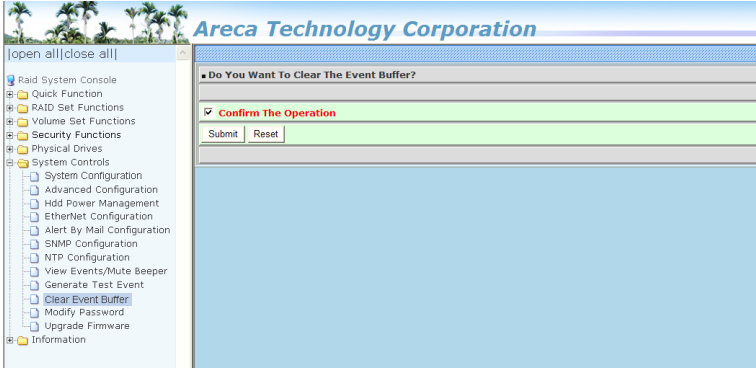 Areca Technology Corporation
|open all|close all|
Raid System Console
Quick Function
RAID Set Functions
Volume Set Functions
Security Functions
Physical Drives
System Controls
System Configuration
Advanced Configuration
Hdd Power Management
EtherNet Configuration
Alert By Mail Configuration
SNMP Configuration
NTP Configuration
View Events/Mute Beeper
Generate Test Event
Clear Event Buffer
Modify Password
Upgrade Firmware
Information
Do You Want To Clear The Event Buffer?
Confirm The Operation
Submit Reset